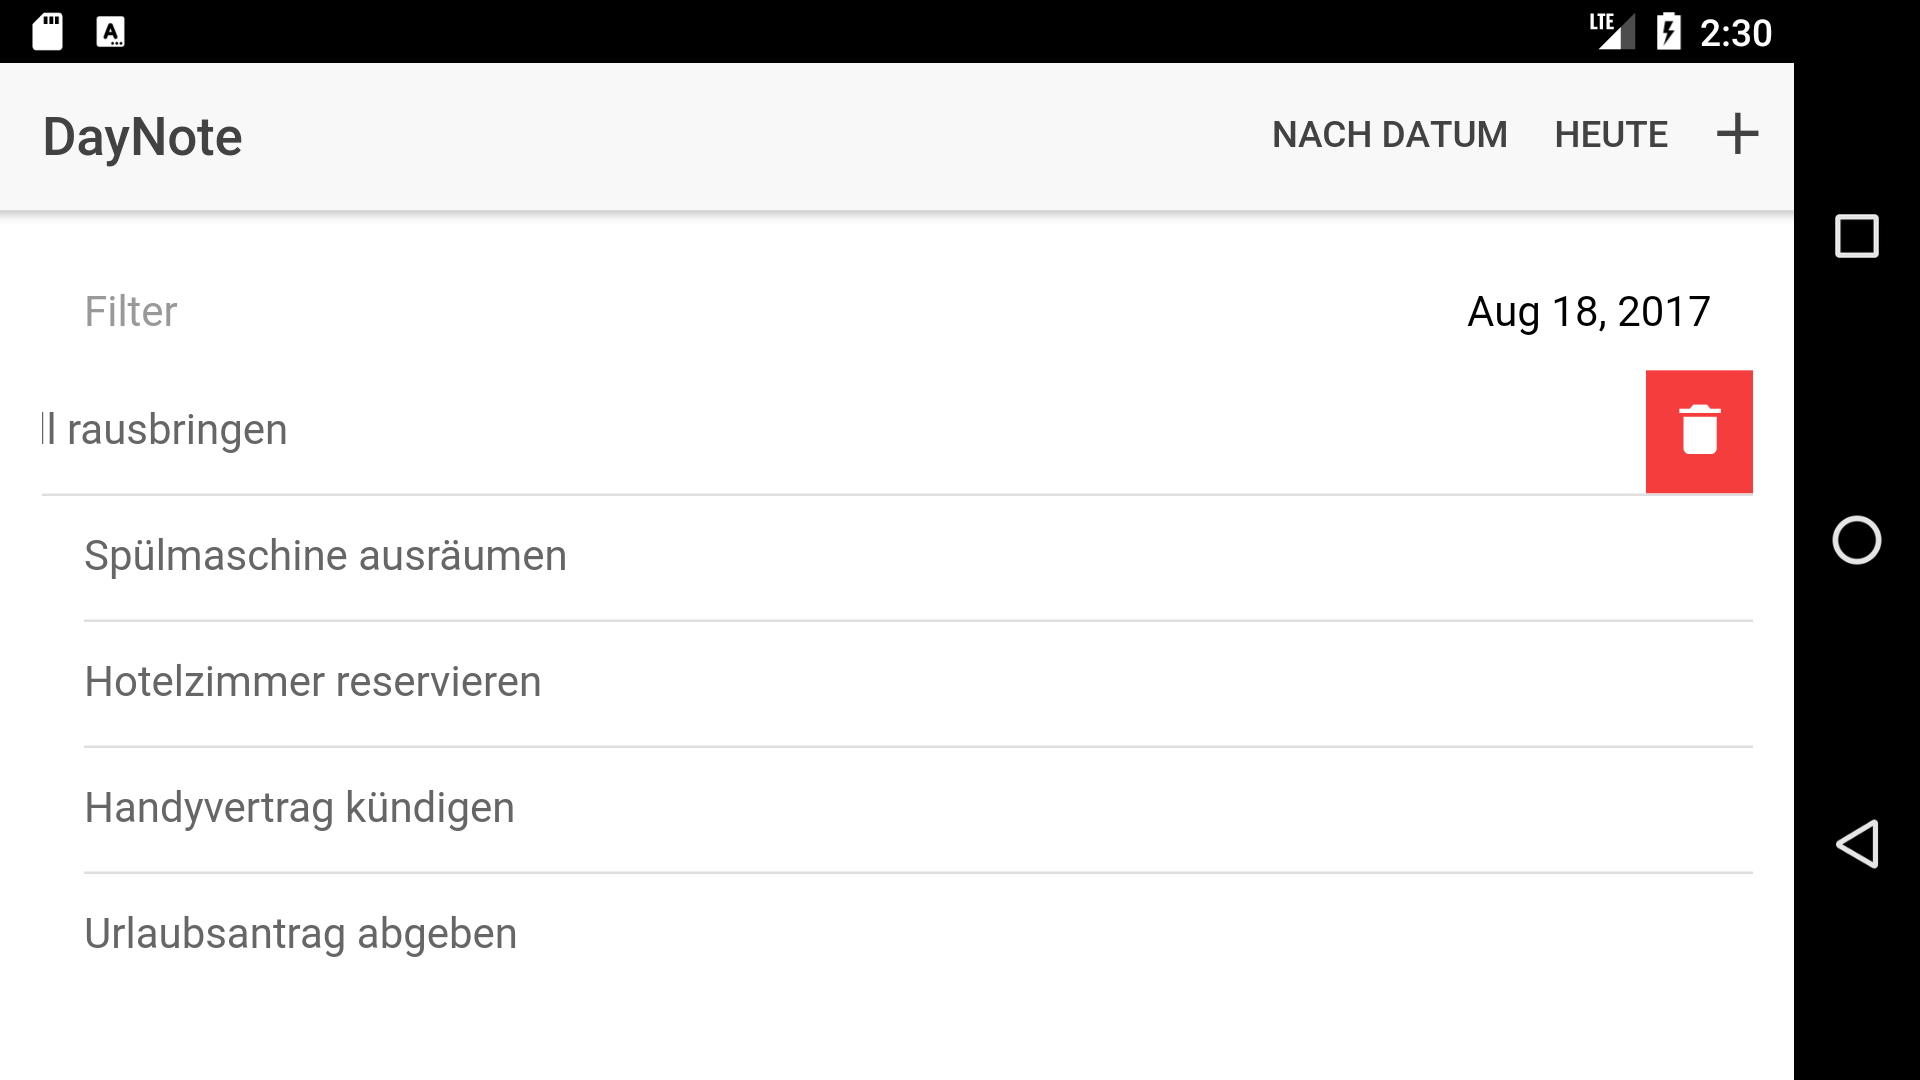 LTE 2:30
DayNote NACH DATUM HEUTE
Filter Aug 18, 2017
ll rausbringen
Spülmaschine ausräumen
Hotelzimmer reservieren
Handyvertrag kündigen
Urlaubsantrag abgeben